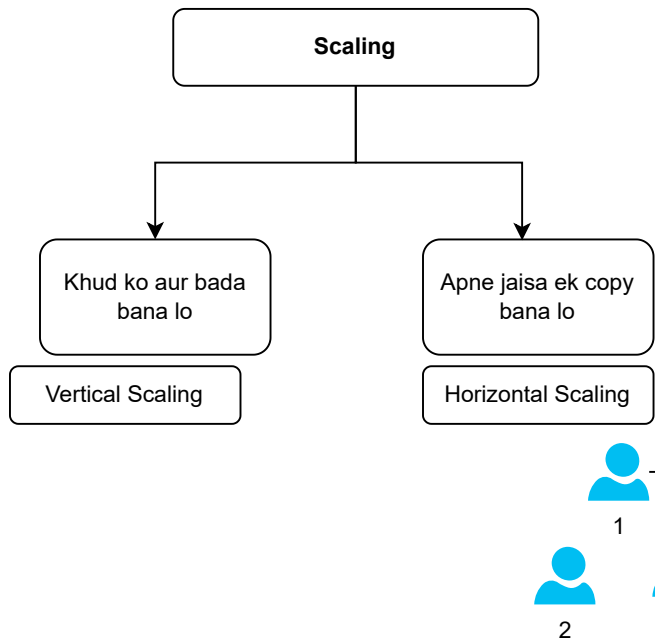 Scaling
Khud ko aur bada
bana lo
Apne jaisa ek copy
bana lo
Vertical Scaling
Horizontal Scaling
1
2